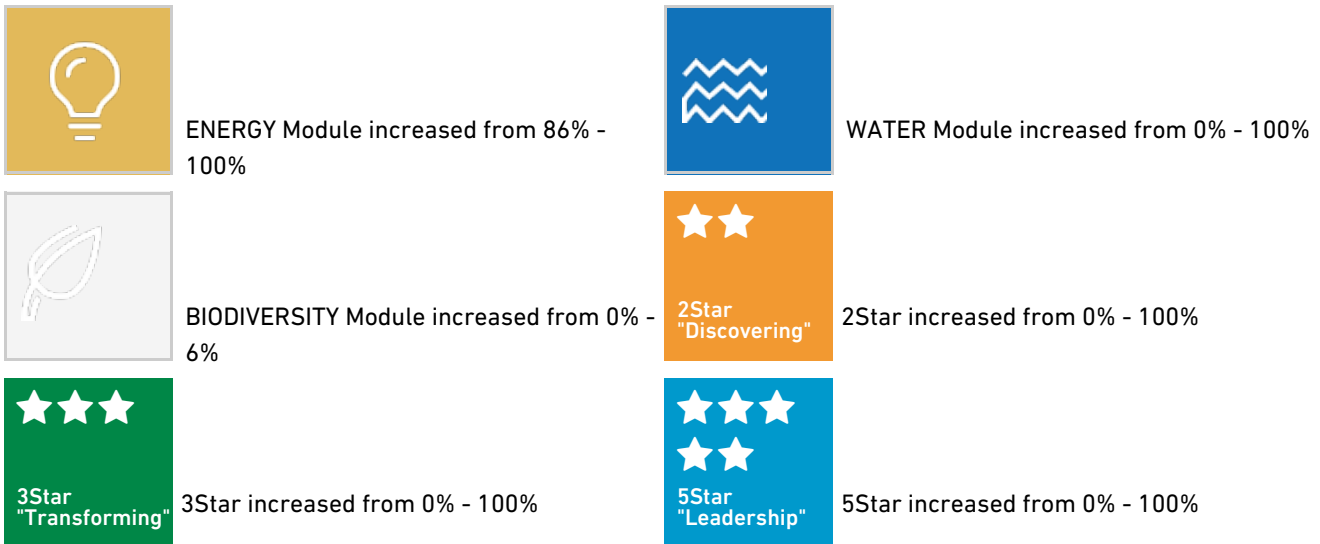 ENERGY Module increased from 86% -
100%
WATER Module increased from 0% - 100%
BIODIVERSITY Module increased from 0% -
6%
2Star
"Discovering"
2Star increased from 0% - 100%
3Star
"Transforming"
3Star increased from 0% - 100%
5Star
"Leadership"
5Star increased from 0% - 100%